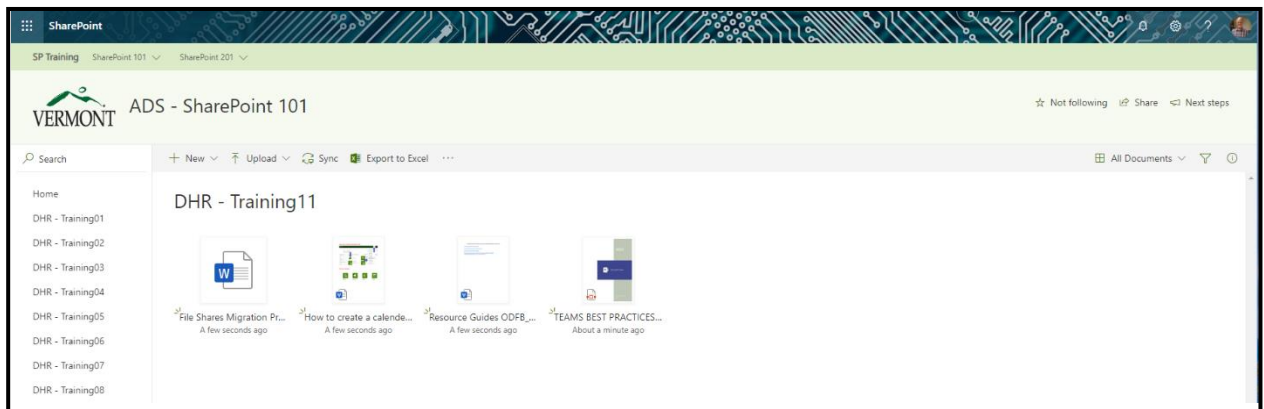 SharePoint
SP Training SharePoint 101 SharePoint 201
VERMONT
ADS - SharePoint 101
Not following Share Next steps
Search
New Upload Sync Export to Excel ...
All Documents
Home
DHR - Training01
DHR - Training02
DHR - Training03
DHR - Training04
DHR - Training05
DHR - Training06
DHR - Training07
DHR - Training08
DHR - Training11
File Shares Migration Pr...
A few seconds ago
How to create a calende...
A few seconds ago
Resource Guides ODFB_...
A few seconds ago
TEAMS BEST PRACTICES...
About a minute ago